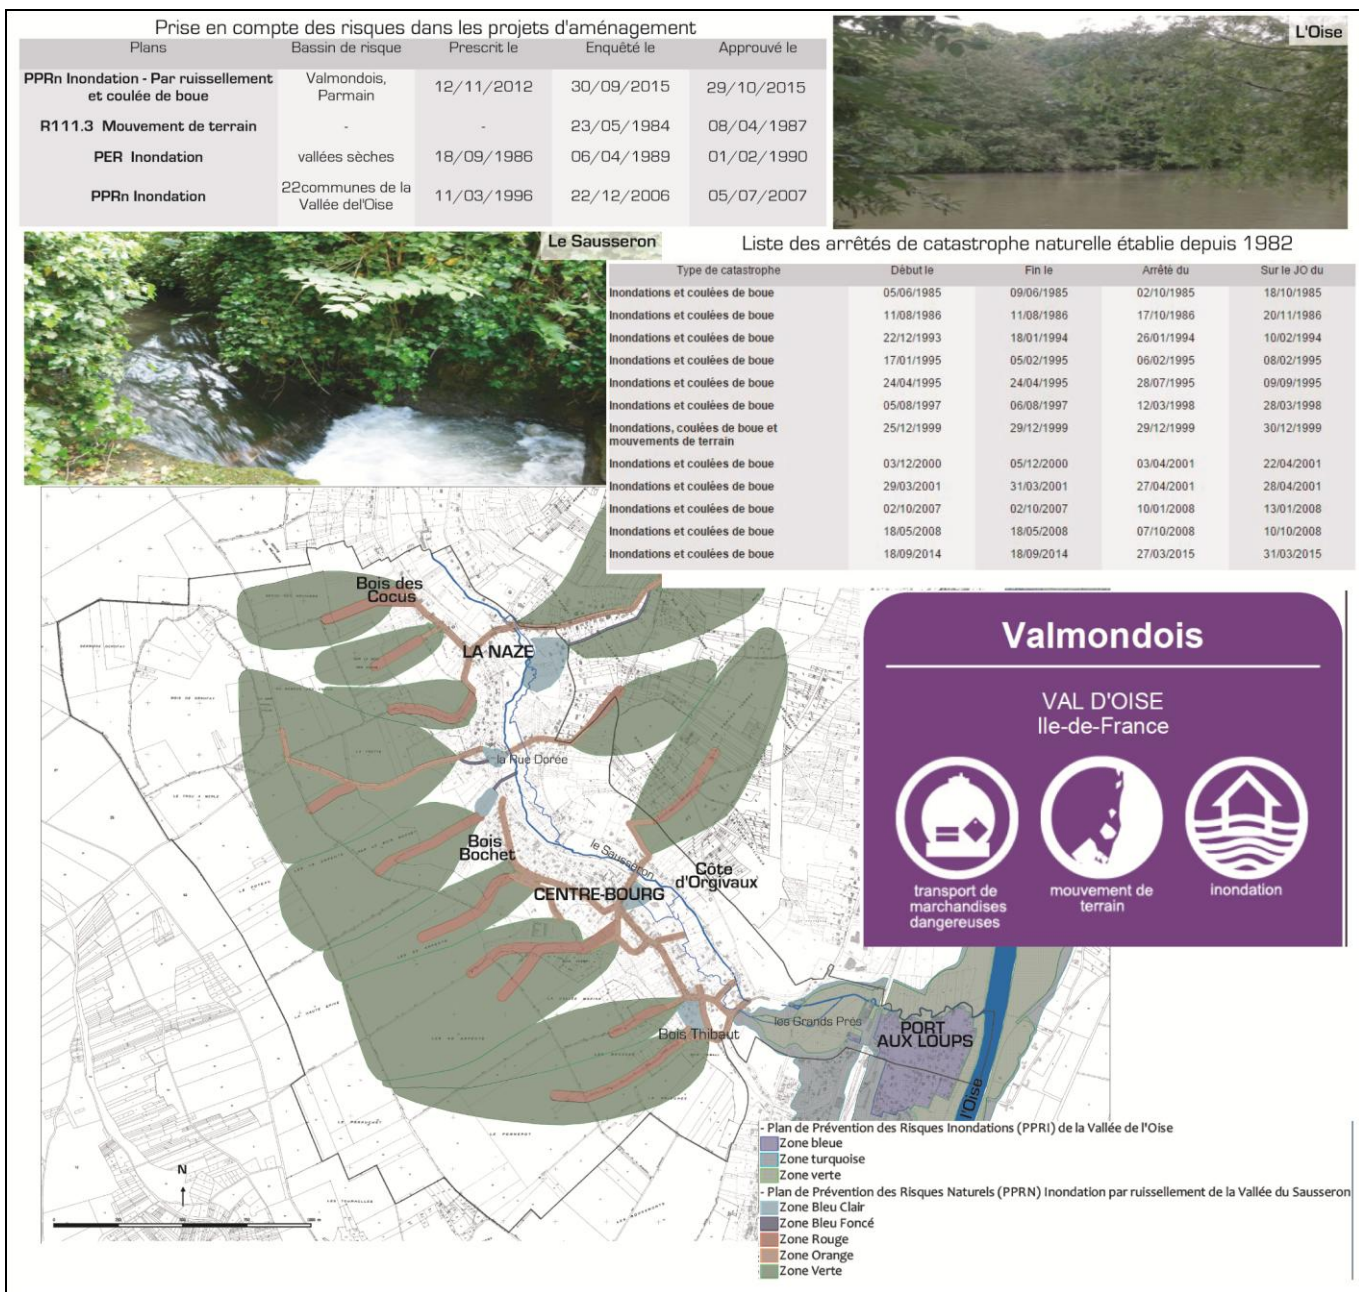 Prise en compte des risques dans les projets d'aménagement
Plans Bassin de risque Prescrit le Enquêté le Approuvé le
PPRn Inondation - Par ruissellement et coulée de boue Valmondois, Parmain 12/11/2012 30/09/2015 29/10/2015
R111.3 Mouvement de terrain - - 23/05/1984 08/04/1987
PER Inondation vallées sèches 18/09/1986 06/04/1989 01/02/1990
PPRn Inondation 22communes de la Vallée del'Oise 11/03/1996 22/12/2006 05/07/2007
L'Oise
Le Sausseron
Liste des arrêtés de catastrophe naturelle établie depuis 1982
Type de catastrophe Début le Fin le Arrêté du Sur le JO du
Inondations et coulées de boue 05/06/1985 09/06/1985 02/10/1985 18/10/1985
Inondations et coulées de boue 11/08/1986 11/08/1986 17/10/1986 20/11/1986
Inondations et coulées de boue 22/12/1993 18/01/1994 26/01/1994 10/02/1994
Inondations et coulées de boue 17/01/1995 05/02/1995 06/02/1995 08/02/1995
Inondations et coulées de boue 24/04/1995 24/04/1995 28/07/1995 09/09/1995
Inondations et coulées de boue 05/08/1997 06/08/1997 12/03/1998 28/03/1998
Inondations, coulées de boue et mouvements de terrain 25/12/1999 29/12/1999 29/12/1999 30/12/1999
Inondations et coulées de boue 03/12/2000 05/12/2000 03/04/2001 22/04/2001
Inondations et coulées de boue 29/03/2001 31/03/2001 27/04/2001 28/04/2001
Inondations et coulées de boue 02/10/2007 02/10/2007 10/01/2008 13/01/2008
Inondations et coulées de boue 18/05/2008 18/05/2008 07/10/2008 10/10/2008
Inondations et coulées de boue 18/09/2014 18/09/2014 27/03/2015 31/03/2015
Bois des
Cocus
LA NAZE
la Rue Dorée
Bois
Bochet
le Sausseron
Côte
d'Orgivaux
CENTRE-BOURG
Bois Thibaut
les Grands Prés
PORT
AUX LOUPS
l'Oise
N
Valmondois
VAL D'OISE
Ile-de-France
transport de
marchandises
dangereuses
mouvement de
terrain
inondation
- Plan de Prévention des Risques Inondations (PPRI) de la Vallée de l'Oise
Zone bleue
Zone turquoise
Zone verte
- Plan de Prévention des Risques Naturels (PPRN) Inondation par ruissellement de la Vallée du Sausseron
Zone Bleu Clair
Zone Bleu Foncé
Zone Rouge
Zone Orange
Zone Verte